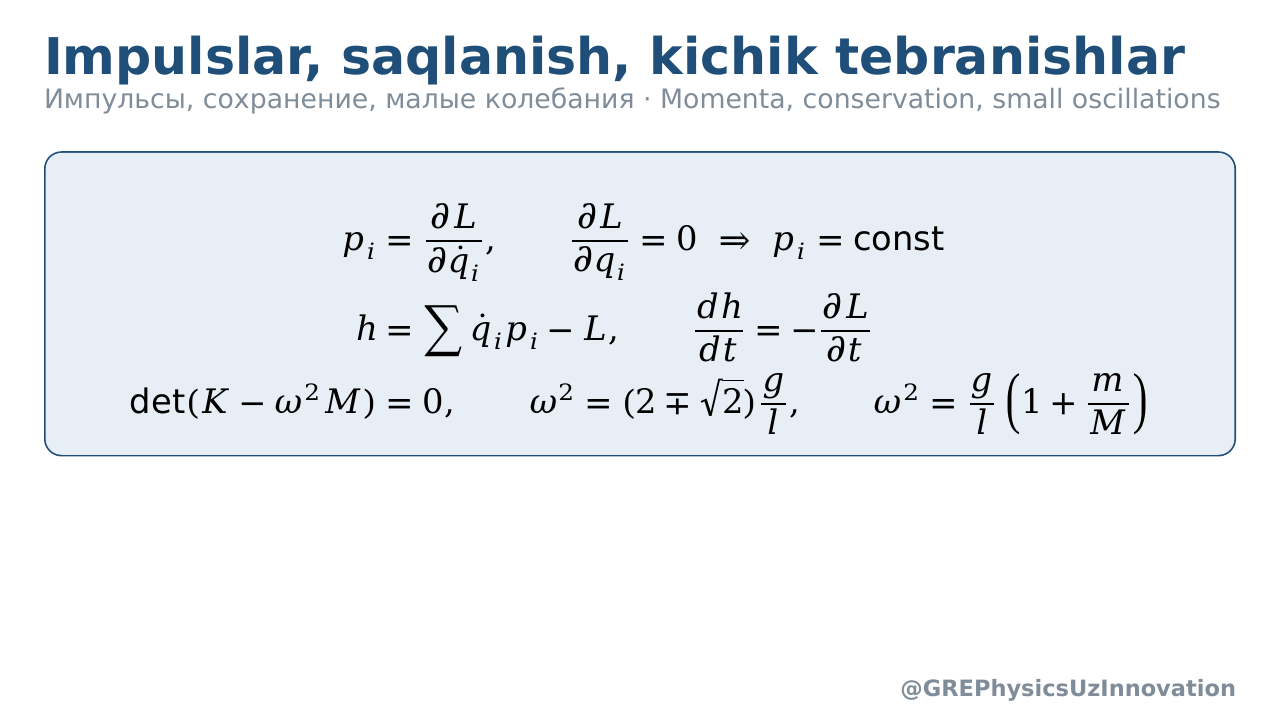 Impulslar, saqlanish, kichik tebranishlar
Импульсы, сохранение, малые колебания · Momenta, conservation, small oscillations
p_i = ∂L/∂q̇_i, ∂L/∂q_i = 0 ⇒ p_i = const
h = ∑ q̇_i p_i − L, dh/dt = −∂L/∂t
det(K − ω²M) = 0, ω² = (2 ∓ √2) g/l, ω² = g/l (1 + m/M)
@GREPhysicsUzInnovation